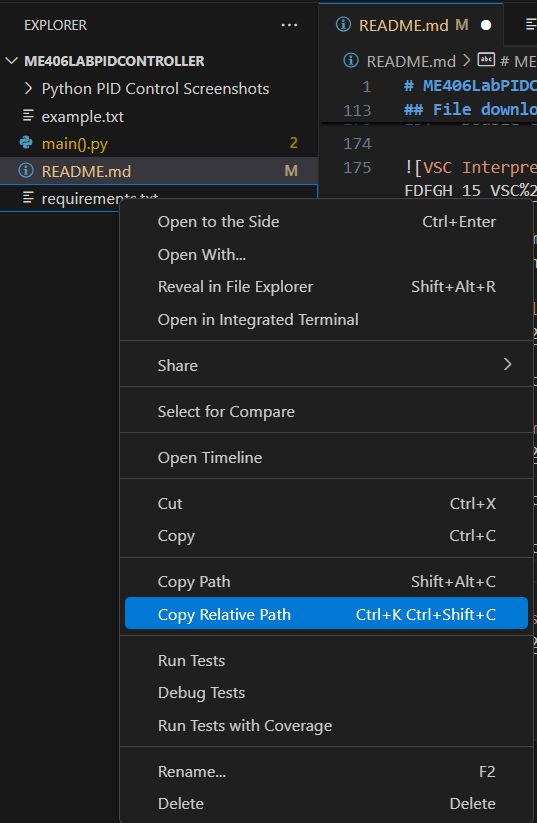 EXPLORER ...
README.md M
ME406LABPIDCONTROLLER
README.md > # ME
Python PID Control Screenshots
1 # ME406LabPIDC
example.txt
113 ## File downlo
main().py 2
174
README.md M
175 ![VSC Interpre
FDFGH 15 VSC%2
requirements.txt
Open to the Side Ctrl+Enter
Open With...
Reveal in File Explorer Shift+Alt+R
Open in Integrated Terminal
Share
Select for Compare
Open Timeline
Cut Ctrl+X
Copy Ctrl+C
Copy Path Shift+Alt+C
Copy Relative Path Ctrl+K Ctrl+Shift+C
Run Tests
Debug Tests
Run Tests with Coverage
Rename... F2
Delete Delete